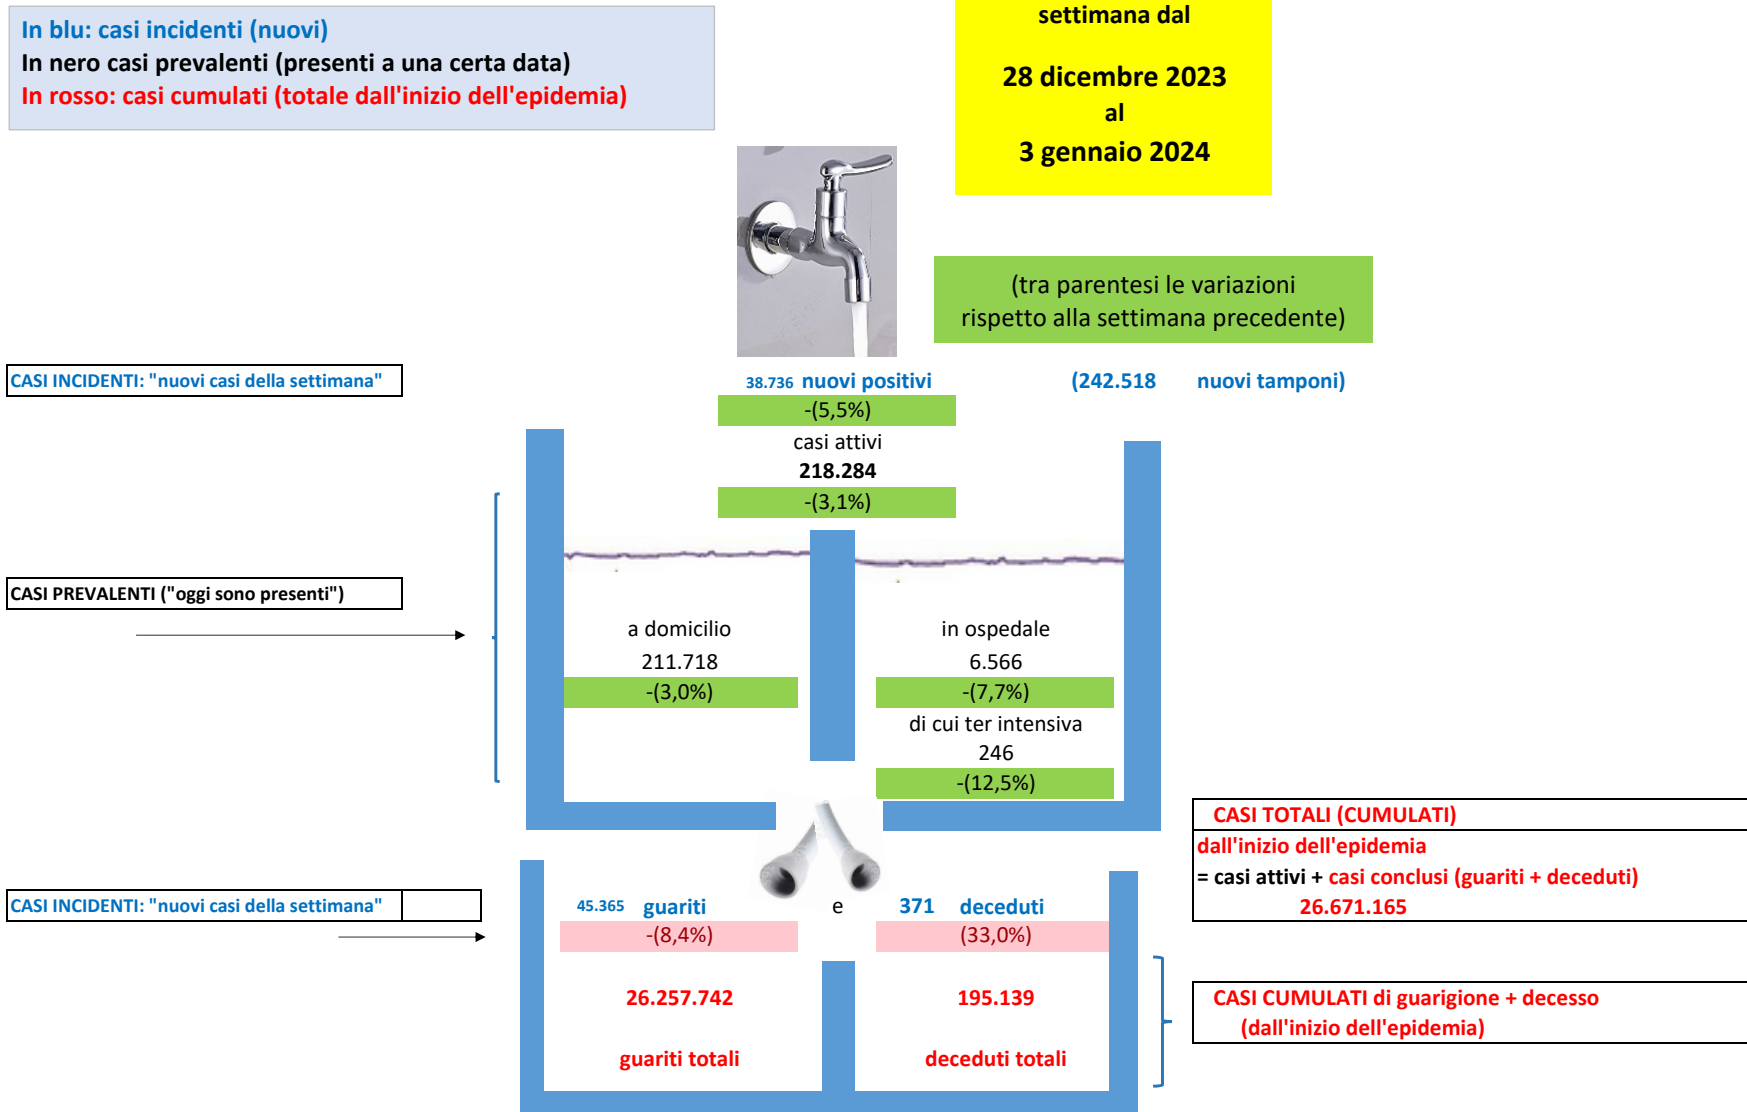 In blu: casi incidenti (nuovi)
In nero casi prevalenti (presenti a una certa data)
In rosso: casi cumulati (totale dall'inizio dell'epidemia)
settimana dal
28 dicembre 2023
al
3 gennaio 2024
(tra parentesi le variazioni
rispetto alla settimana precedente)
CASI INCIDENTI: "nuovi casi della settimana"
38.736 nuovi positivi
(242.518 nuovi tamponi)
-(5,5%)
casi attivi
218.284
-(3,1%)
CASI PREVALENTI ("oggi sono presenti")
a domicilio
211.718
-(3,0%)
in ospedale
6.566
-(7,7%)
di cui ter intensiva
246
-(12,5%)
CASI TOTALI (CUMULATI)
dall'inizio dell'epidemia
= casi attivi + casi conclusi (guariti + deceduti)
26.671.165
CASI INCIDENTI: "nuovi casi della settimana"
45.365 guariti e 371 deceduti
-(8,4%) (33,0%)
26.257.742 195.139
guariti totali deceduti totali
CASI CUMULATI di guarigione + decesso
(dall'inizio dell'epidemia)